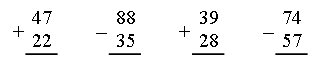 47 88 39 74
+ 22 – 35 + 28 – 57